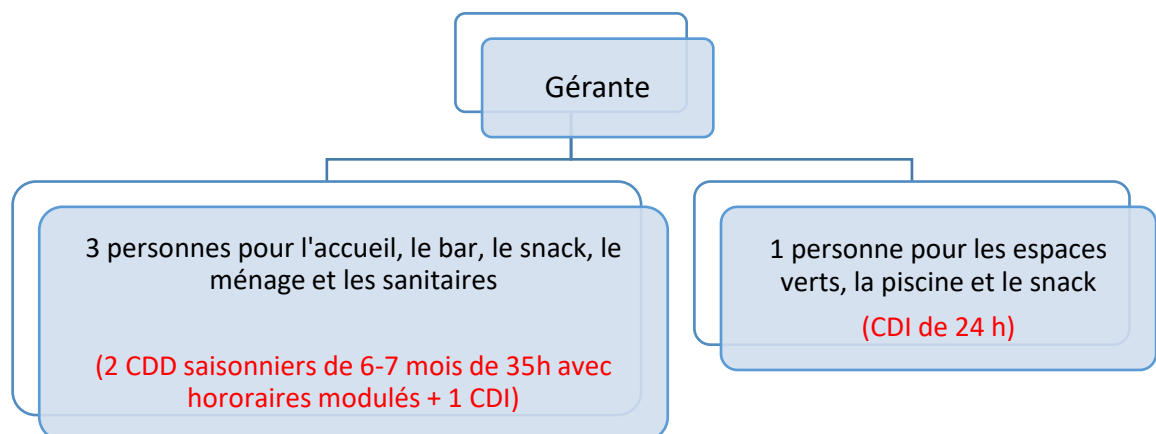 Gérante
3 personnes pour l'accueil, le bar, le snack, le
ménage et les sanitaires
(2 CDD saisonniers de 6-7 mois de 35h avec
hororaires modulés + 1 CDI)
1 personne pour les espaces
verts, la piscine et le snack
(CDI de 24 h)